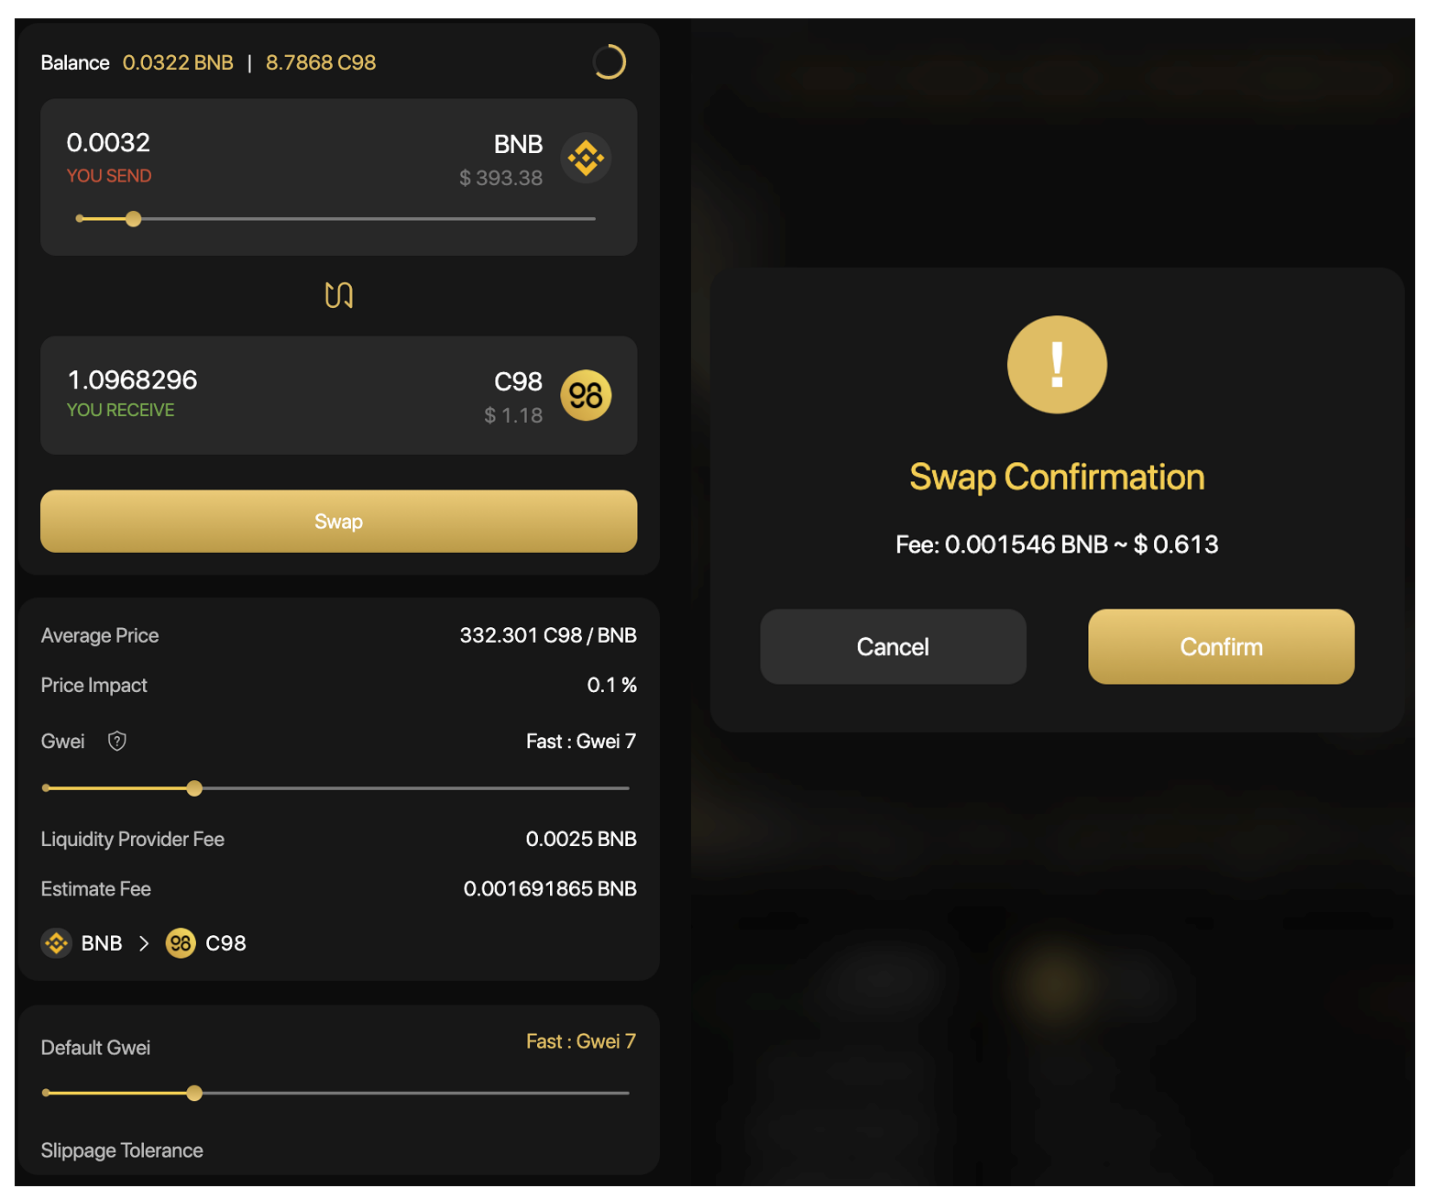 Balance 0.0322 BNB | 8.7868 C98
0.0032 BNB
YOU SEND $ 393.38
1.0968296 C98
YOU RECEIVE $ 1.18
Swap
Average Price 332.301 C98 / BNB
Price Impact 0.1 %
Gwei Fast : Gwei 7
Liquidity Provider Fee 0.0025 BNB
Estimate Fee 0.001691865 BNB
BNB > C98
Default Gwei Fast : Gwei 7
Slippage Tolerance
!
Swap Confirmation
Fee: 0.001546 BNB ~ $ 0.613
Cancel Confirm